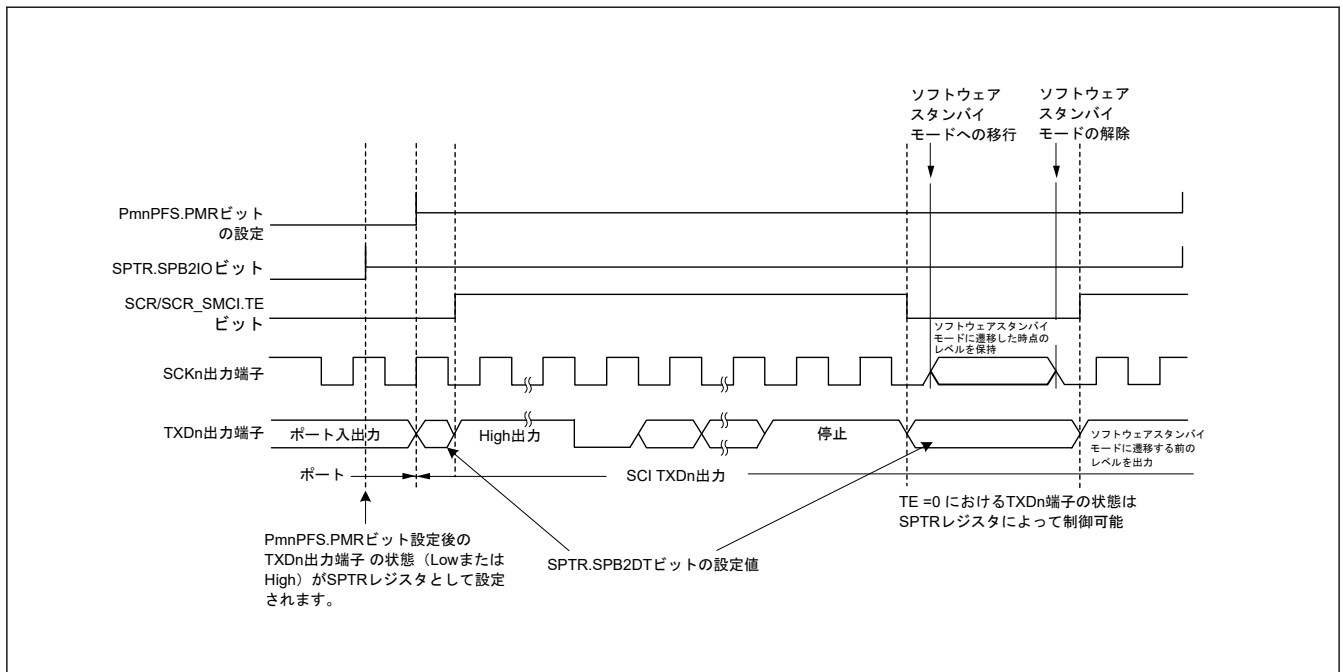 ソフトウェア
スタンバイ
モードへの移行
ソフトウェア
スタンバイ
モードの解除
PmnPFS.PMRビット
の設定
SPTR.SPB2IOビット
SCR/SCR_SMCI.TE
ビット
ソフトウェアスタンバイ
モードに遷移した時点の
レベルを保持
SCKn出力端子
TXDn出力端子
ポート入出力
High出力
停止
ソフトウェアスタンバイ
モードに遷移する前の
レベルを出力
ポート
SCI TXDn出力
TE =0 におけるTXDn端子の状態は
SPTRレジスタによって制御可能
PmnPFS.PMRビット設定後の
TXDn出力端子 の状態（Lowまたは
High）がSPTRレジスタとして設定
されます。
SPTR.SPB2DTビットの設定値